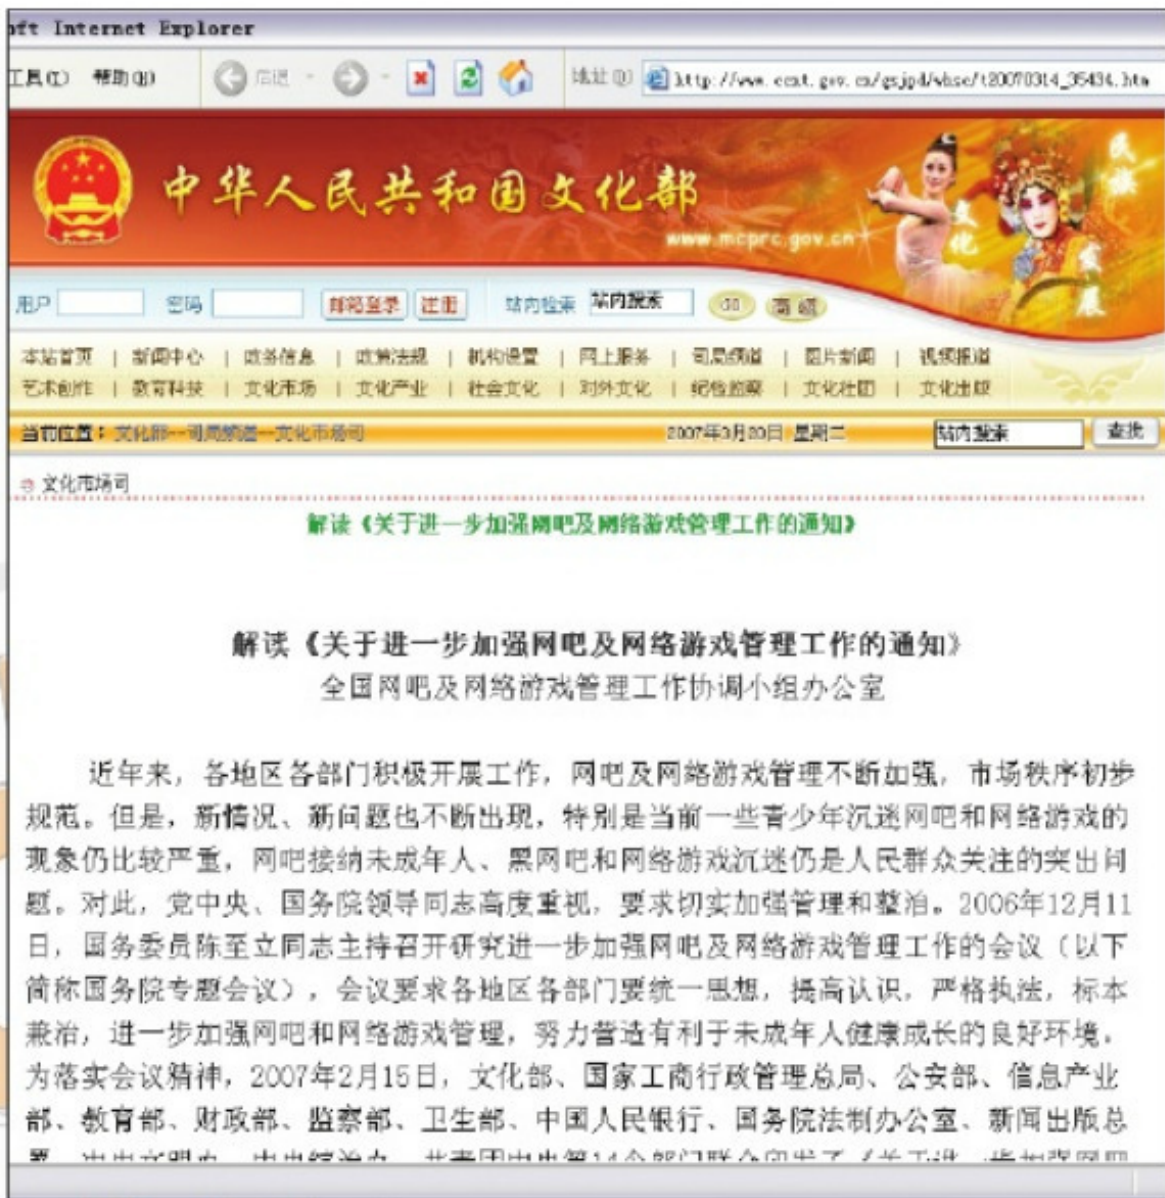 oft Internet Explorer
工具(T) 帮助(H) 后退 地址(D) http://www.ccnt.gov.cn/gsjpd/whsc/t20070314_35434.htm
中华人民共和国文化部
www.mcprc.gov.cn
民族
文化
发展
用户 密码 邮箱登录 注册 站内检索 站内搜索 GO 高级
本站首页 | 新闻中心 | 政务信息 | 政策法规 | 机构设置 | 网上服务 | 司局频道 | 图片新闻 | 视频报道
艺术创作 | 教育科技 | 文化市场 | 文化产业 | 社会文化 | 对外文化 | 纪检监察 | 文化社团 | 文化出版
当前位置：文化部--司局频道--文化市场司 2007年3月20日 星期二 站内搜索 查找
文化市场司
解读《关于进一步加强网吧及网络游戏管理工作的通知》
解读《关于进一步加强网吧及网络游戏管理工作的通知》
全国网吧及网络游戏管理工作协调小组办公室
近年来，各地区各部门积极开展工作，网吧及网络游戏管理不断加强，市场秩序初步
规范。但是，新情况、新问题也不断出现，特别是当前一些青少年沉迷网吧和网络游戏的
现象仍比较严重，网吧接纳未成年人、黑网吧和网络游戏沉迷仍是人民群众关注的突出问
题。对此，党中央、国务院领导同志高度重视，要求切实加强管理和整治。2006年12月11
日，国务委员陈至立同志主持召开研究进一步加强网吧及网络游戏管理工作的会议（以下
简称国务院专题会议），会议要求各地区各部门要统一思想，提高认识，严格执法，标本
兼治，进一步加强网吧和网络游戏管理，努力营造有利于未成年人健康成长的良好环境。
为落实会议精神，2007年2月15日，文化部、国家工商行政管理总局、公安部、信息产业
部、教育部、财政部、监察部、卫生部、中国人民银行、国务院法制办公室、新闻出版总